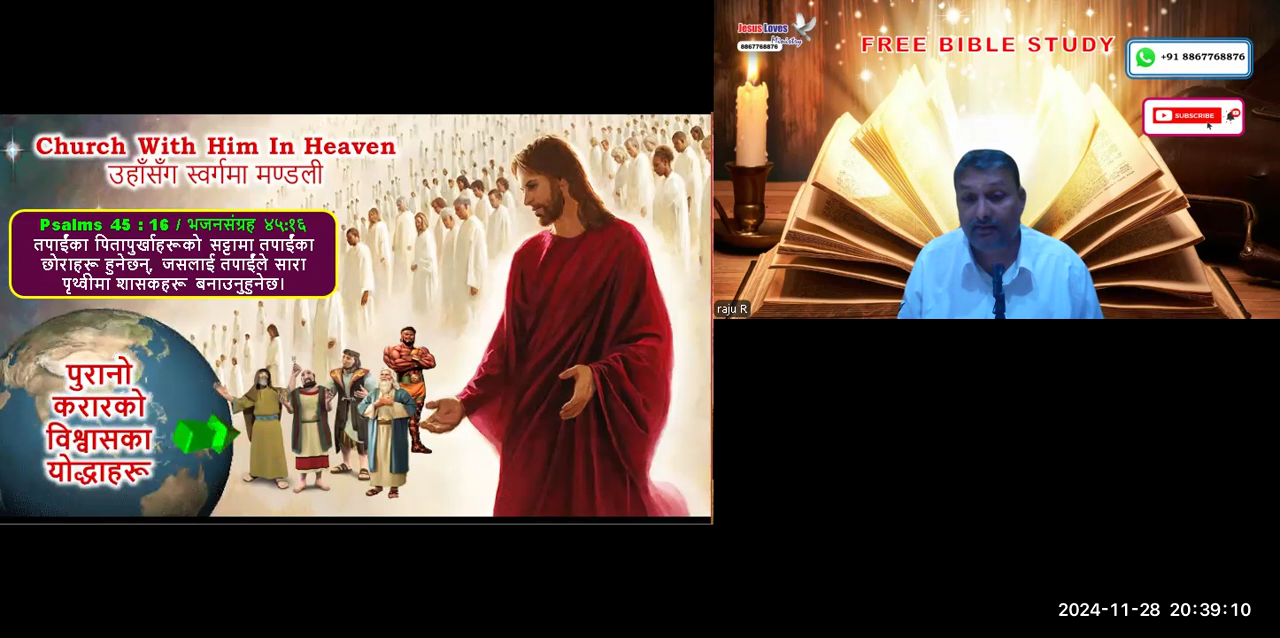 Church With Him In Heaven
उहाँसँग स्वर्गमा मण्डली
Psalms 45 : 16 / भजनसंग्रह ४५:१६
तपाईंका पितापुर्खाहरूको सट्टामा तपाईंका
छोराहरू हुनेछन्, जसलाई तपाईंले सारा
पृथ्वीमा शासकहरू बनाउनुहुनेछ।
पुरानो
करारको
विश्वासका
योद्धाहरू
Jesus Loves
Ministry
8867768876
FREE BIBLE STUDY
+91 8867768876
SUBSCRIBE
raju R
2024-11-28 20:39:10